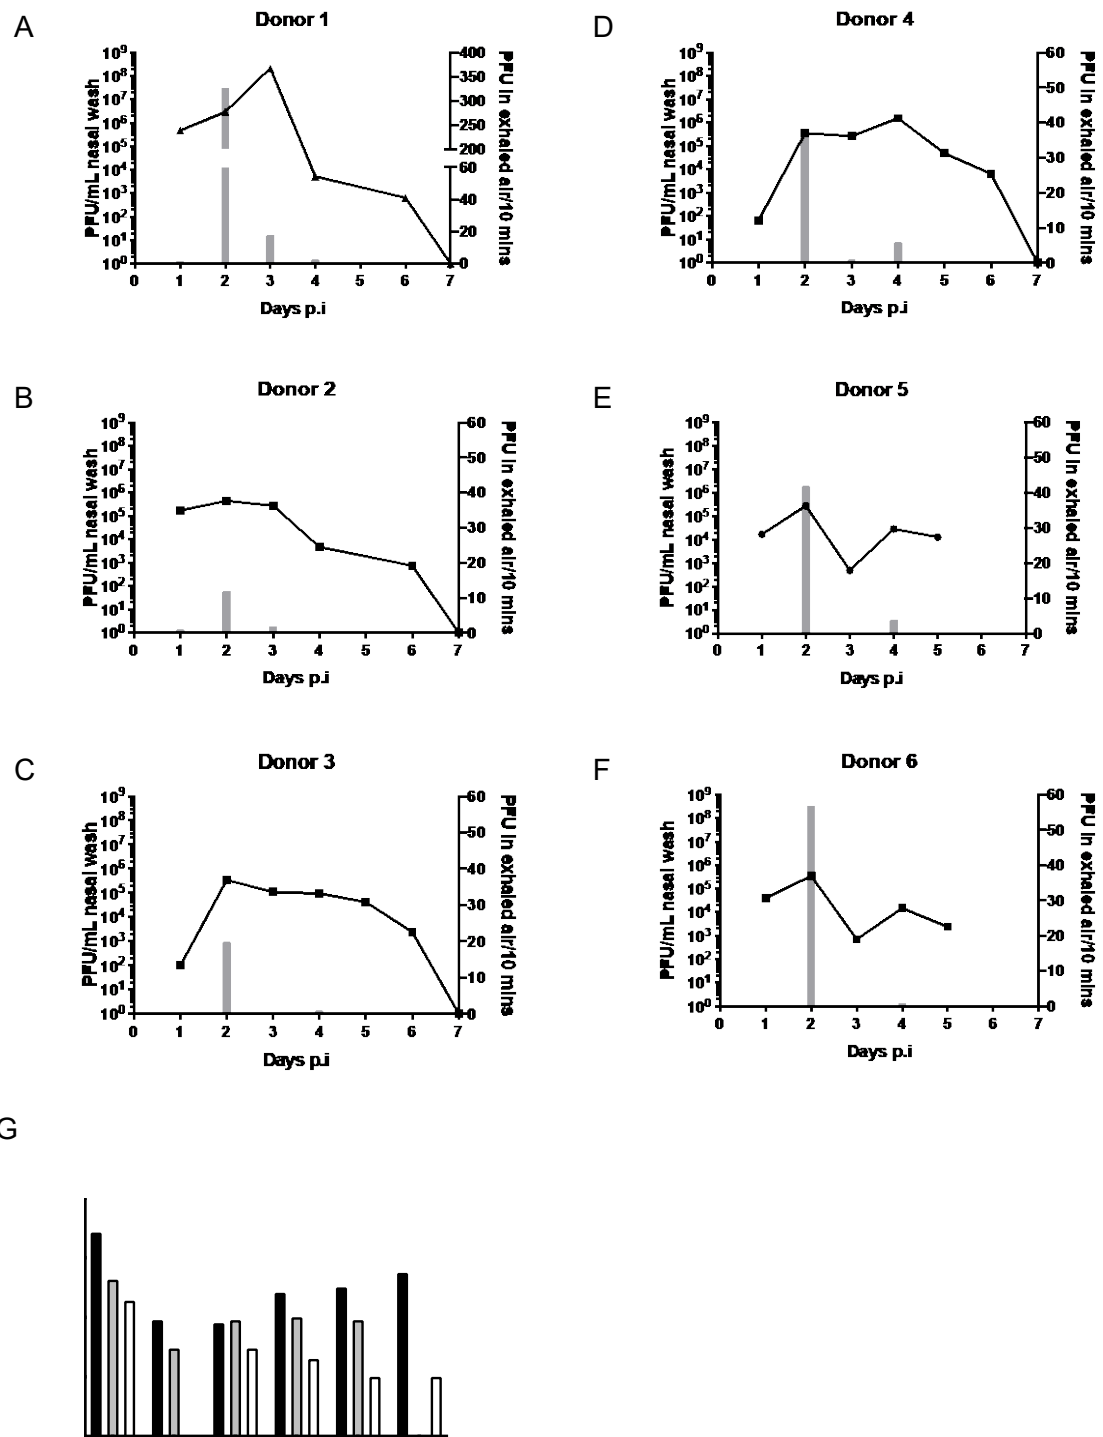 A
Donor 1
PFU/mL nasal wash
10⁹
10⁸
10⁷
10⁶
10⁵
10⁴
10³
10²
10¹
10⁰
400
350
300
250
200
60
40
20
0
PFU in exhaled air/10 mins
0 1 2 3 4 5 6 7
Days p.i
B
Donor 2
PFU/mL nasal wash
10⁹
10⁸
10⁷
10⁶
10⁵
10⁴
10³
10²
10¹
10⁰
60
50
40
30
20
10
0
PFU in exhaled air/10 mins
0 1 2 3 4 5 6 7
Days p.i
C
Donor 3
PFU/mL nasal wash
10⁹
10⁸
10⁷
10⁶
10⁵
10⁴
10³
10²
10¹
10⁰
60
50
40
30
20
10
0
PFU in exhaled air/10 mins
0 1 2 3 4 5 6 7
Days p.i
D
Donor 4
PFU/mL nasal wash
10⁹
10⁸
10⁷
10⁶
10⁵
10⁴
10³
10²
10¹
10⁰
60
50
40
30
20
10
0
PFU in exhaled air/10 mins
0 1 2 3 4 5 6 7
Days p.i
E
Donor 5
PFU/mL nasal wash
10⁹
10⁸
10⁷
10⁶
10⁵
10⁴
10³
10²
10¹
10⁰
60
50
40
30
20
10
0
PFU in exhaled air/10 mins
0 1 2 3 4 5 6 7
Days p.i
F
Donor 6
PFU/mL nasal wash
10⁹
10⁸
10⁷
10⁶
10⁵
10⁴
10³
10²
10¹
10⁰
60
50
40
30
20
10
0
PFU in exhaled air/10 mins
0 1 2 3 4 5 6 7
Days p.i
G